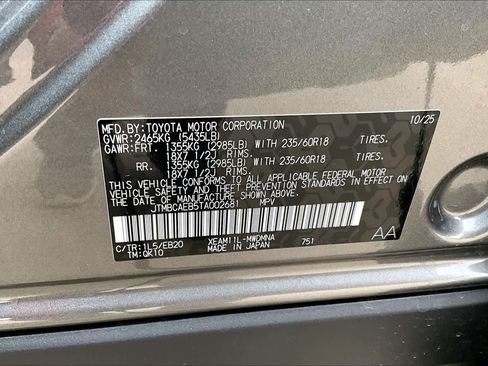 MFD.BY:TOYOTA MOTOR CORPORATION 10/25
GVWR:2465KG (5435LB)
GAWR:FRT. 1355KG (2985LB) WITH 235/60R18 TIRES.
18X7 1/2J RIMS.
RR. 1355KG (2985LB) WITH 235/60R18 TIRES.
18X7 1/2J RIMS.
THIS VEHICLE CONFORMS TO ALL APPLICABLE FEDERAL MOTOR
VEHICLE SAFETY AND THEFT PREVENTION STANDARDS IN EFFECT ON
THE DATE OF MANUFACTURE SHOWN ABOVE.
JTMBCAEB5TA002681 MPV
C/TR:1L5/EB20 XEAM11L-MWDMNA 751 AA
TM:QK10 MADE IN JAPAN